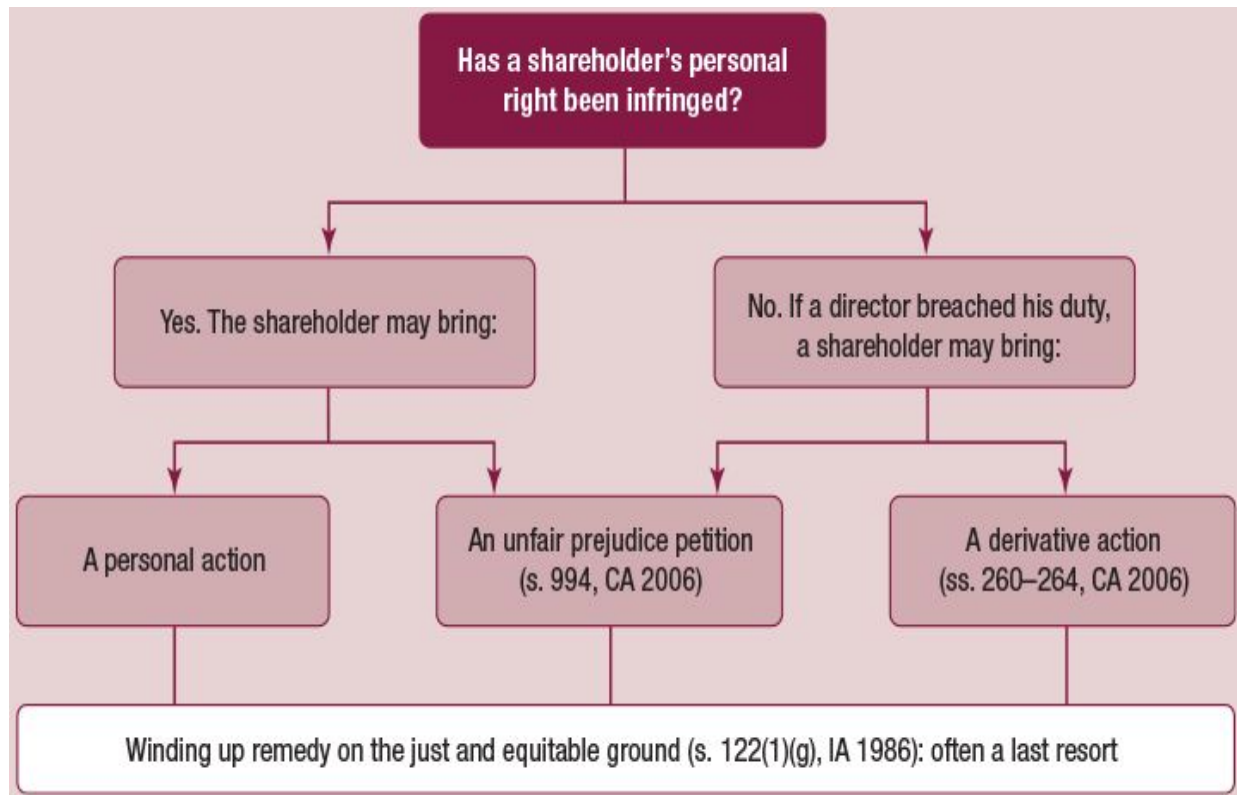 Has a shareholder’s personal
right been infringed?
Yes. The shareholder may bring:
No. If a director breached his duty,
a shareholder may bring:
A personal action
An unfair prejudice petition
(s. 994, CA 2006)
A derivative action
(ss. 260–264, CA 2006)
Winding up remedy on the just and equitable ground (s. 122(1)(g), IA 1986): often a last resort